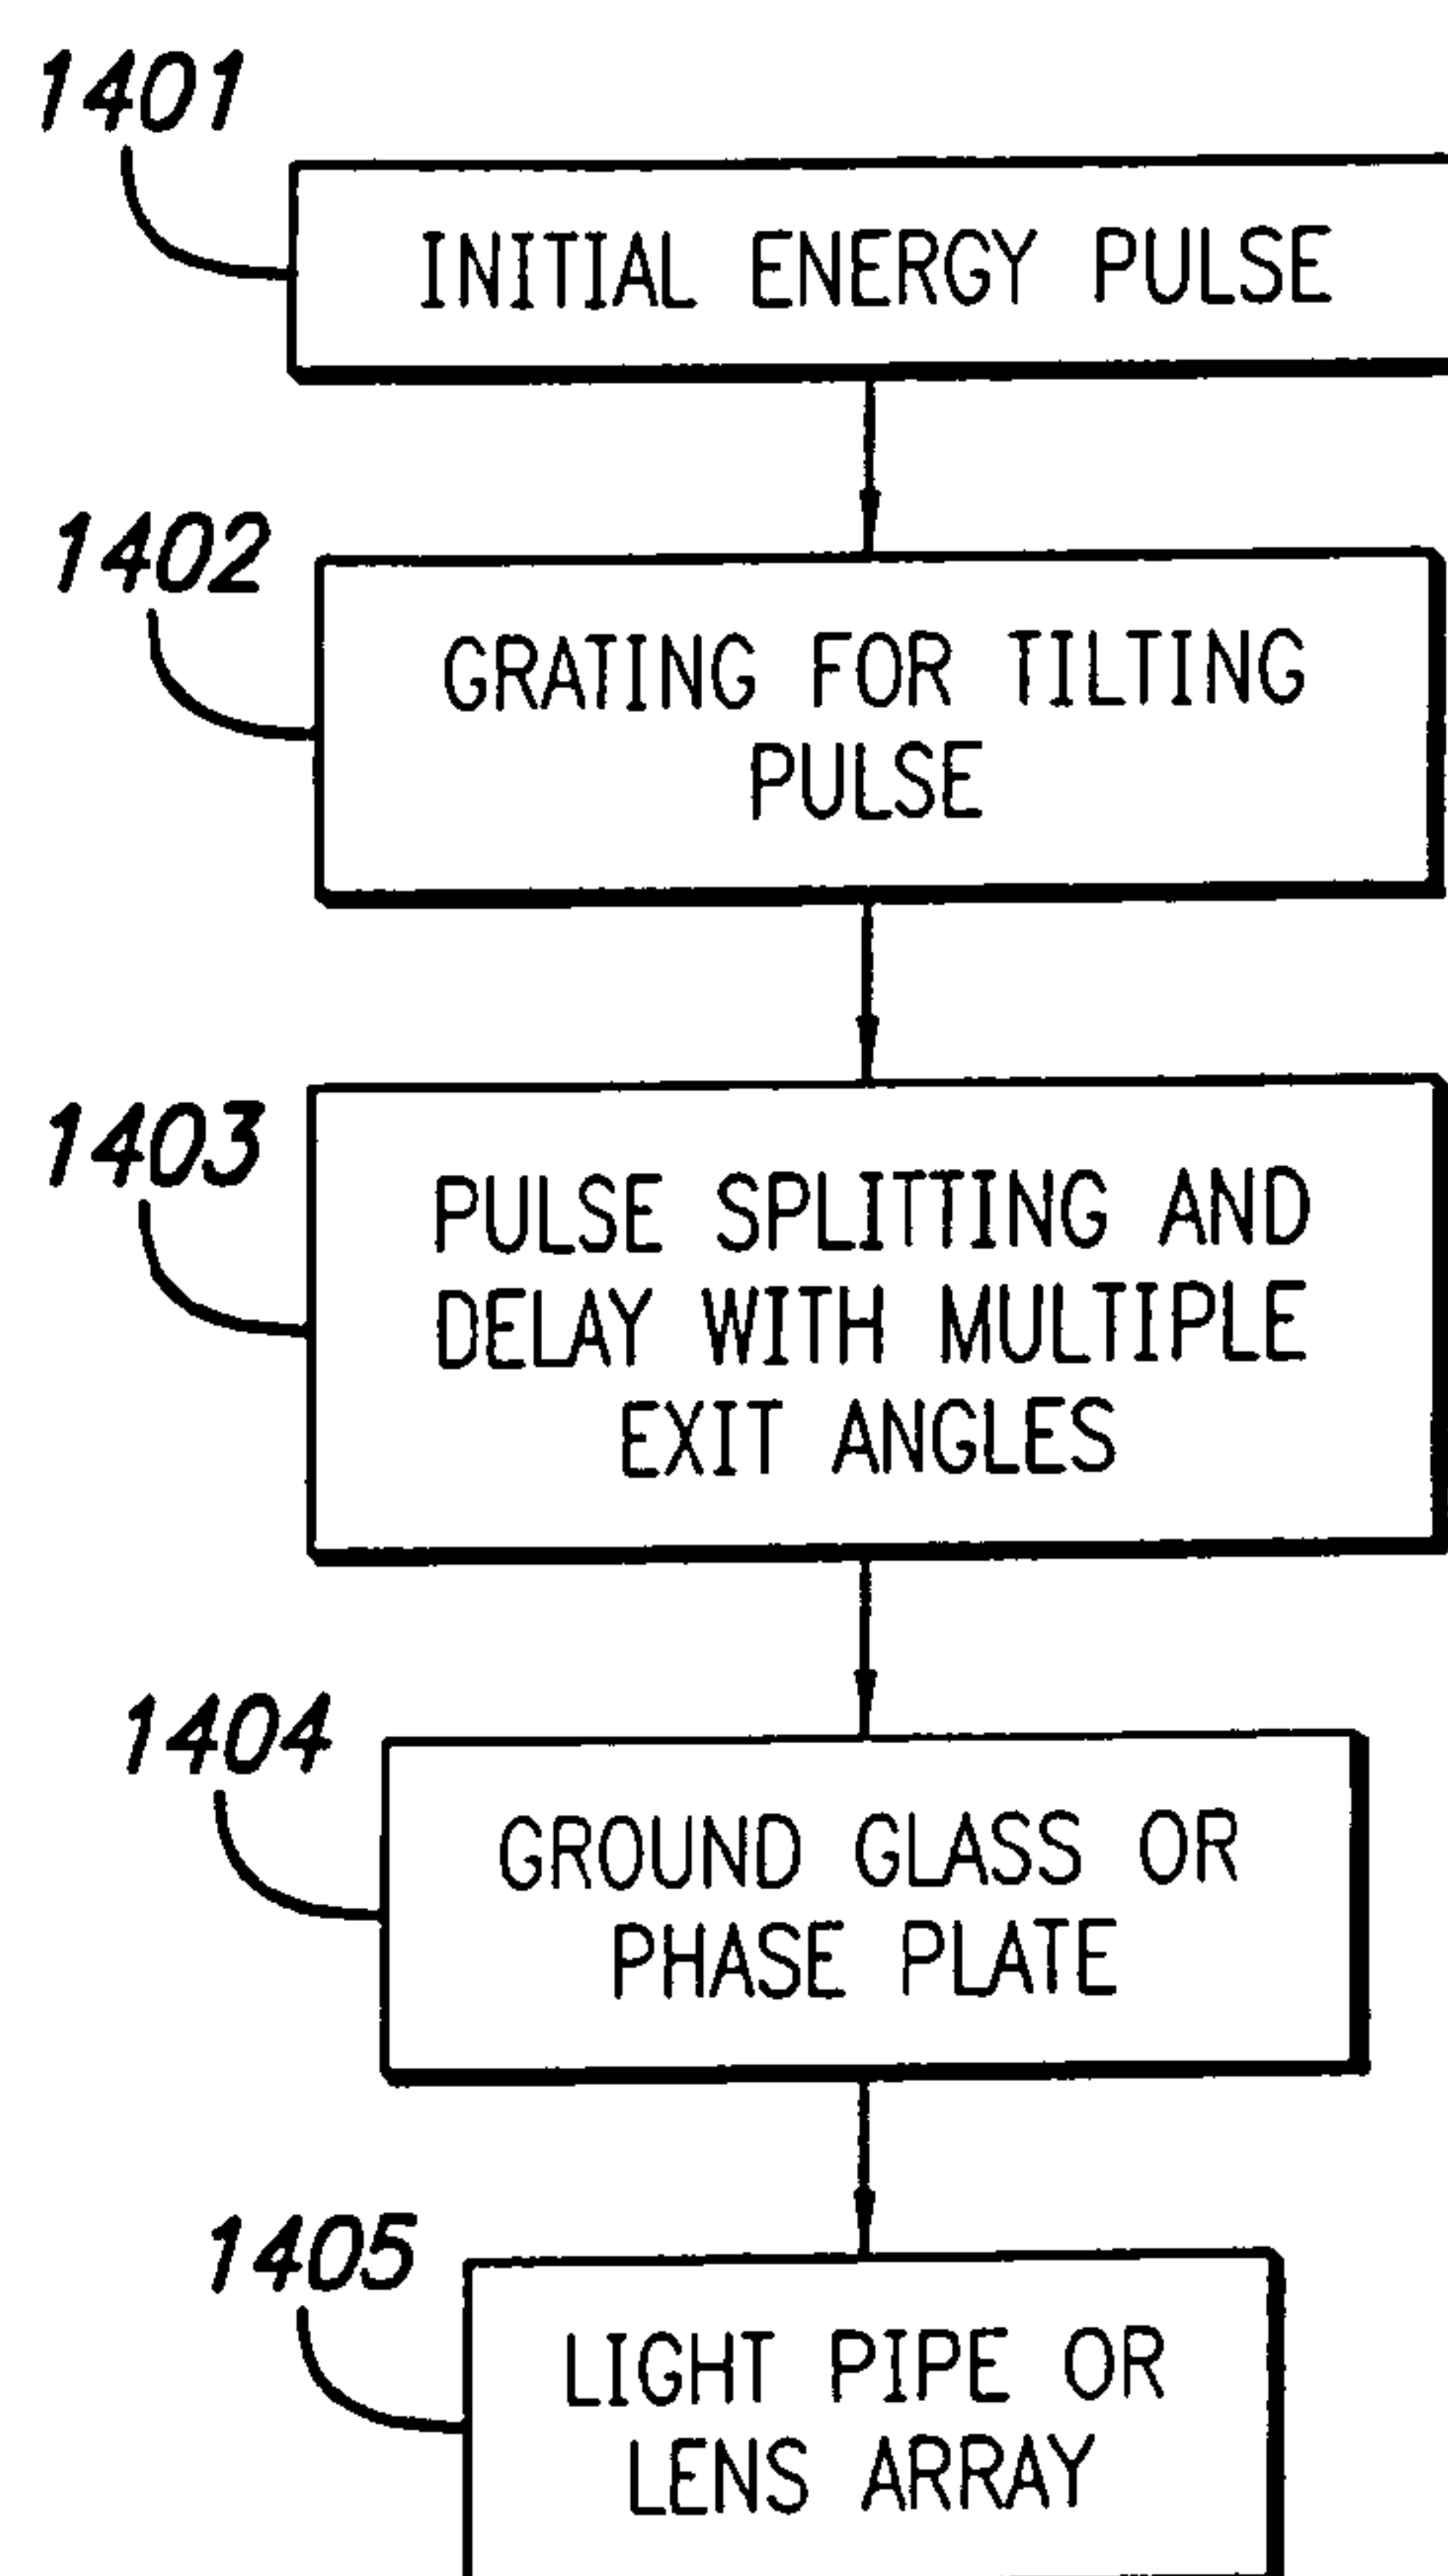 1401
INITIAL ENERGY PULSE
1402
GRATING FOR TILTING
PULSE
1403
PULSE SPLITTING AND
DELAY WITH MULTIPLE
EXIT ANGLES
1404
GROUND GLASS OR
PHASE PLATE
1405
LIGHT PIPE OR
LENS ARRAY